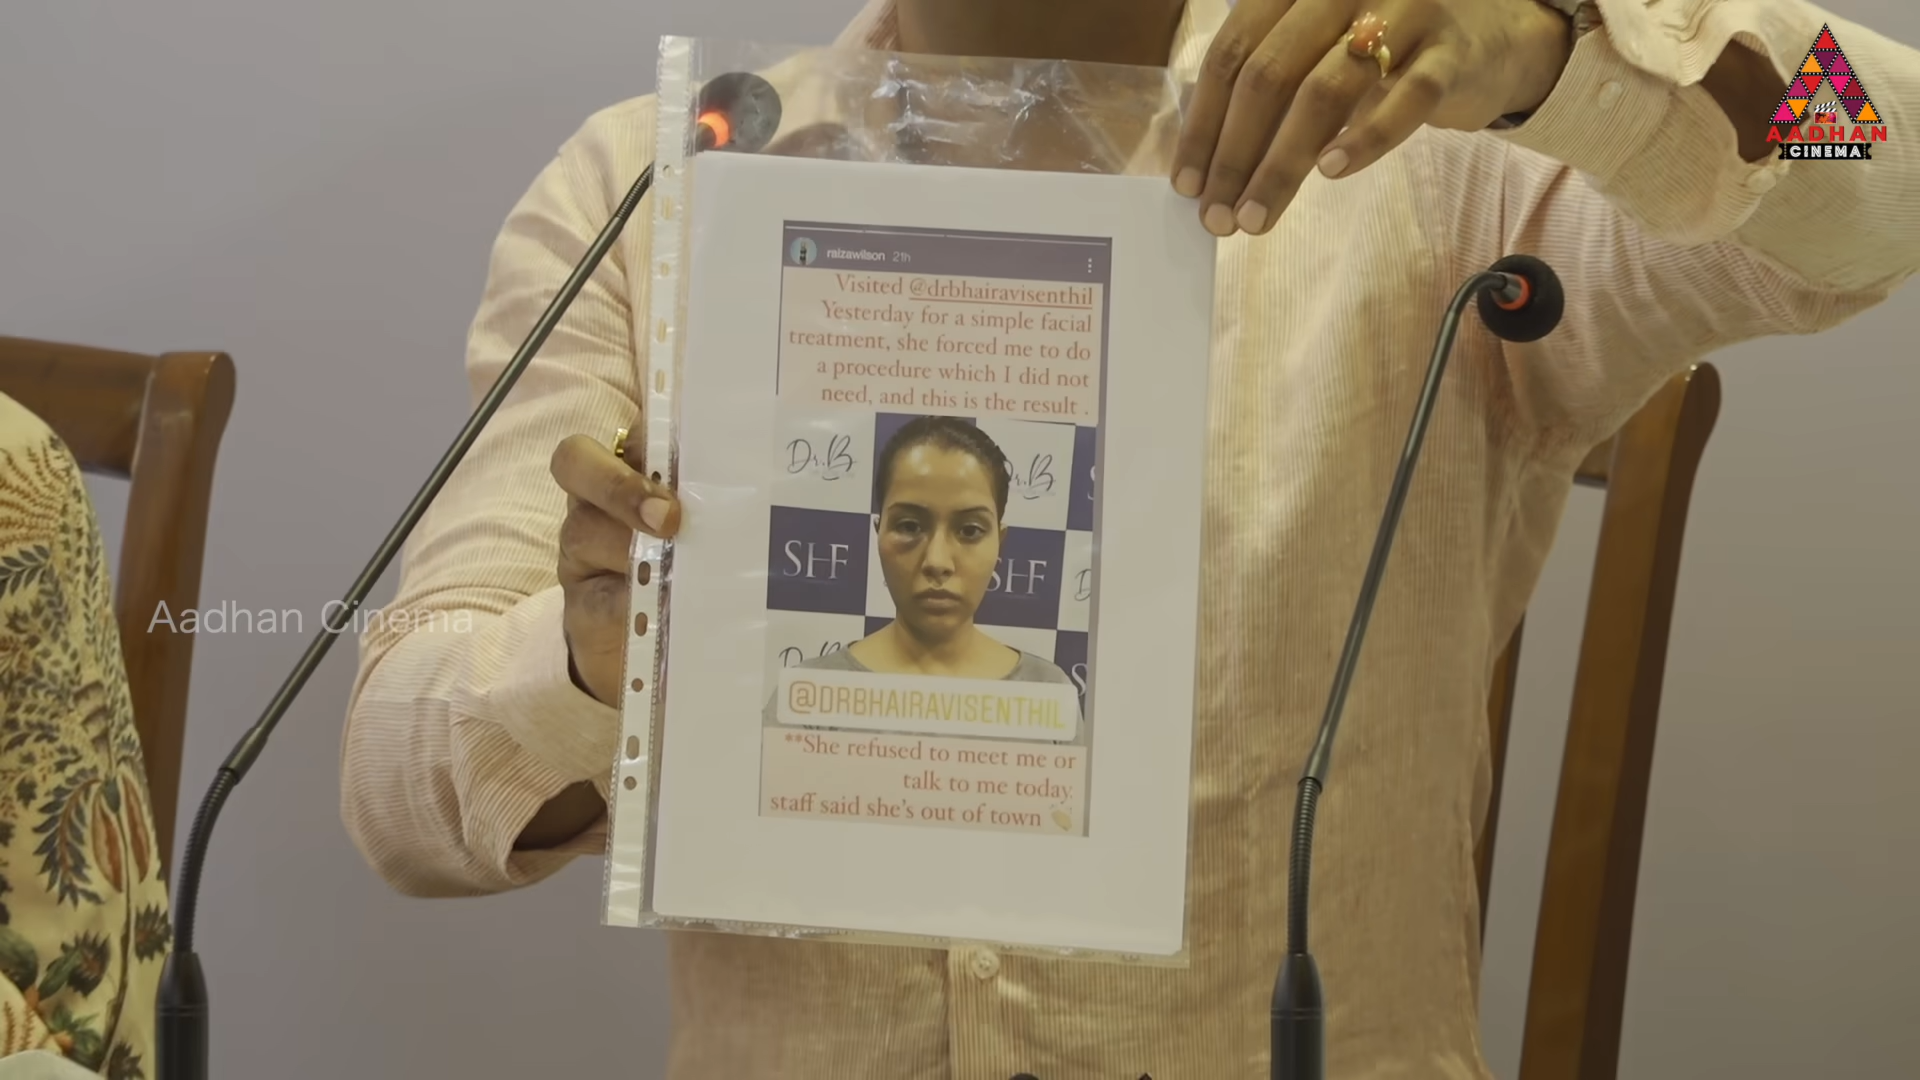 AADHAN
CINEMA
raizawilson 21h
Visited @drbhairavisenthil
Yesterday for a simple facial
treatment, she forced me to do
a procedure which I did not
need, and this is the result .
Dr.B
Dr.B
S
SHF
SHF
D
Dr.B
S
@DRBHAIRAVISENTHIL
**She refused to meet me or
talk to me today.
staff said she's out of town 👏
Aadhan Cinema